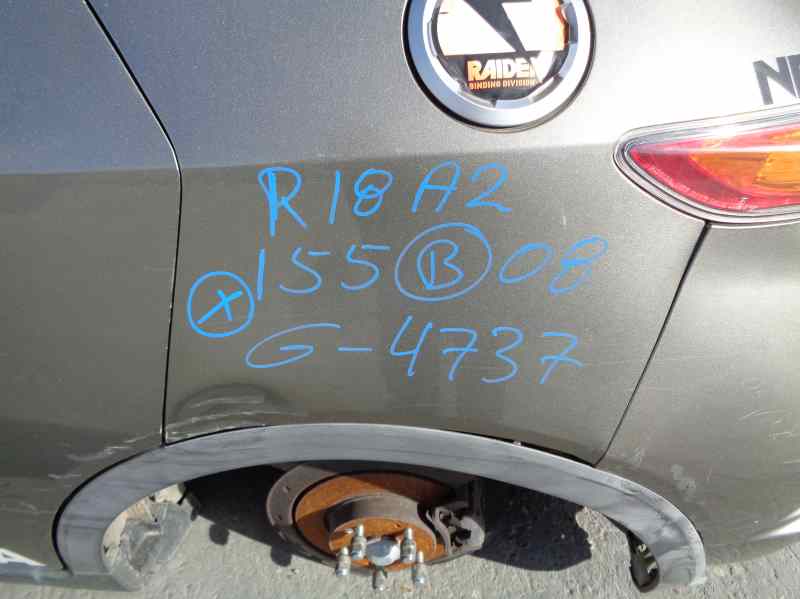 RAIDEN
BINDING DIVISION
R18A2
155 B 08
X
G-4737